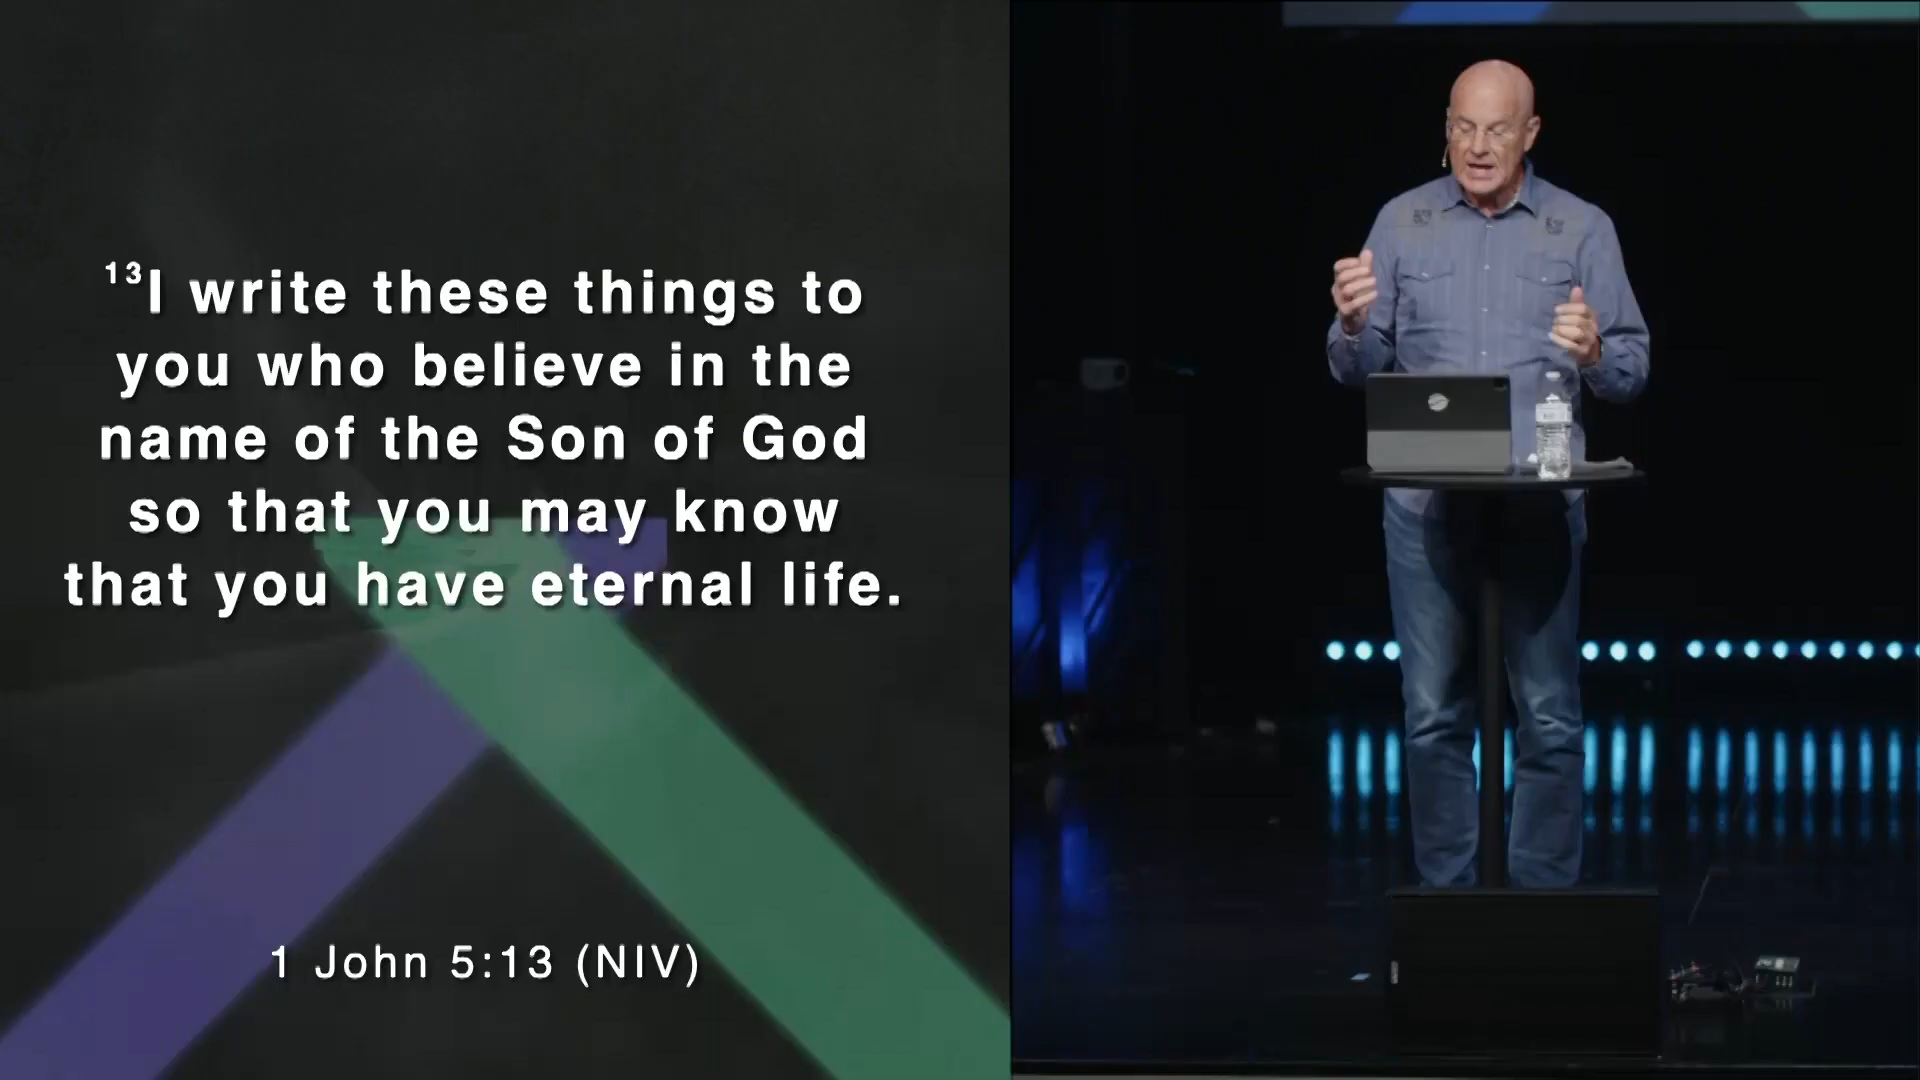 ¹³I write these things to
you who believe in the
name of the Son of God
so that you may know
that you have eternal life.
1 John 5:13 (NIV)